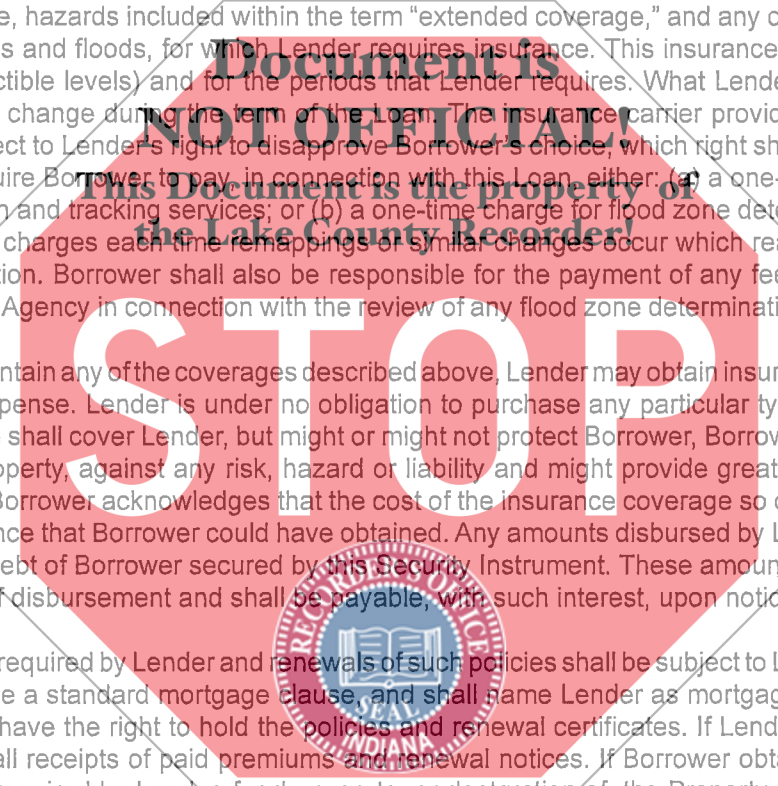 e, hazards included within the term “extended coverage,” and any o
s and floods, for which Lender requires insurance. This insurance
Document is
ctible levels) and for the periods that Lender requires. What Lende
change during the term of the Loan. The insurance carrier provid
NOT OFFICIAL!
ect to Lender's right to disapprove Borrower's choice, which right sh
uire Borrower to pay, in connection with this Loan, either: (a) a one-
This Document is the property of
n and tracking services; or (b) a one-time charge for flood zone dete
the Lake County Recorder!
charges each time remappings or similar changes occur which rea
tion. Borrower shall also be responsible for the payment of any fee
Agency in connection with the review of any flood zone determinati
STOP
ntain any of the coverages described above, Lender may obtain insur
pense. Lender is under no obligation to purchase any particular ty
shall cover Lender, but might or might not protect Borrower, Borrow
operty, against any risk, hazard or liability and might provide great
Borrower acknowledges that the cost of the insurance coverage so o
nce that Borrower could have obtained. Any amounts disbursed by L
ebt of Borrower secured by this Security Instrument. These amoun
f disbursement and shall be payable, with such interest, upon notic
RECORDER'S OFFICE
SEAL
INDIANA
required by Lender and renewals of such policies shall be subject to L
e a standard mortgage clause, and shall name Lender as mortgag
have the right to hold the policies and renewal certificates. If Lend
all receipts of paid premiums and renewal notices. If Borrower obta